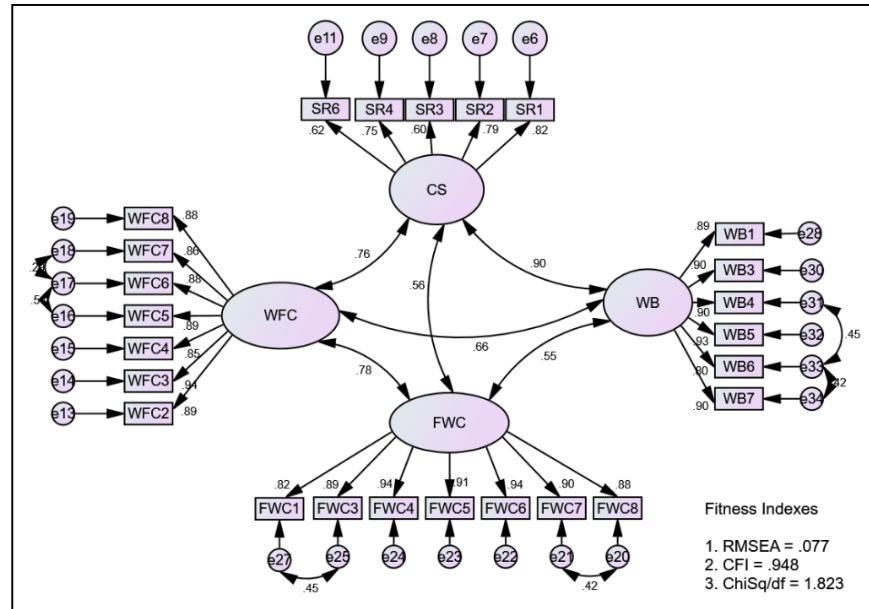 e11 e9 e8 e7 e6
SR6 SR4 SR3 SR2 SR1
.62 .75 .60 .79 .82
CS
e19 WFC8 .88
e18 WFC7 .86
e17 WFC6 .88
e16 WFC5 .89
e15 WFC4 .85
e14 WFC3 .94
e13 WFC2 .89
WFC
.76
.56
.90
.66
.78
.55
WB
.89 WB1 e28
.90 WB3 e30
.90 WB4 e31
.93 WB5 e32
.80 WB6 e33
.90 WB7 e34
.45
.42
FWC
.82 .89 .94 .91 .94 .90 .88
FWC1 FWC3 FWC4 FWC5 FWC6 FWC7 FWC8
e27 e25 e24 e23 e22 e21 e20
.45 .42
Fitness Indexes
1. RMSEA = .077
2. CFI = .948
3. ChiSq/df = 1.823